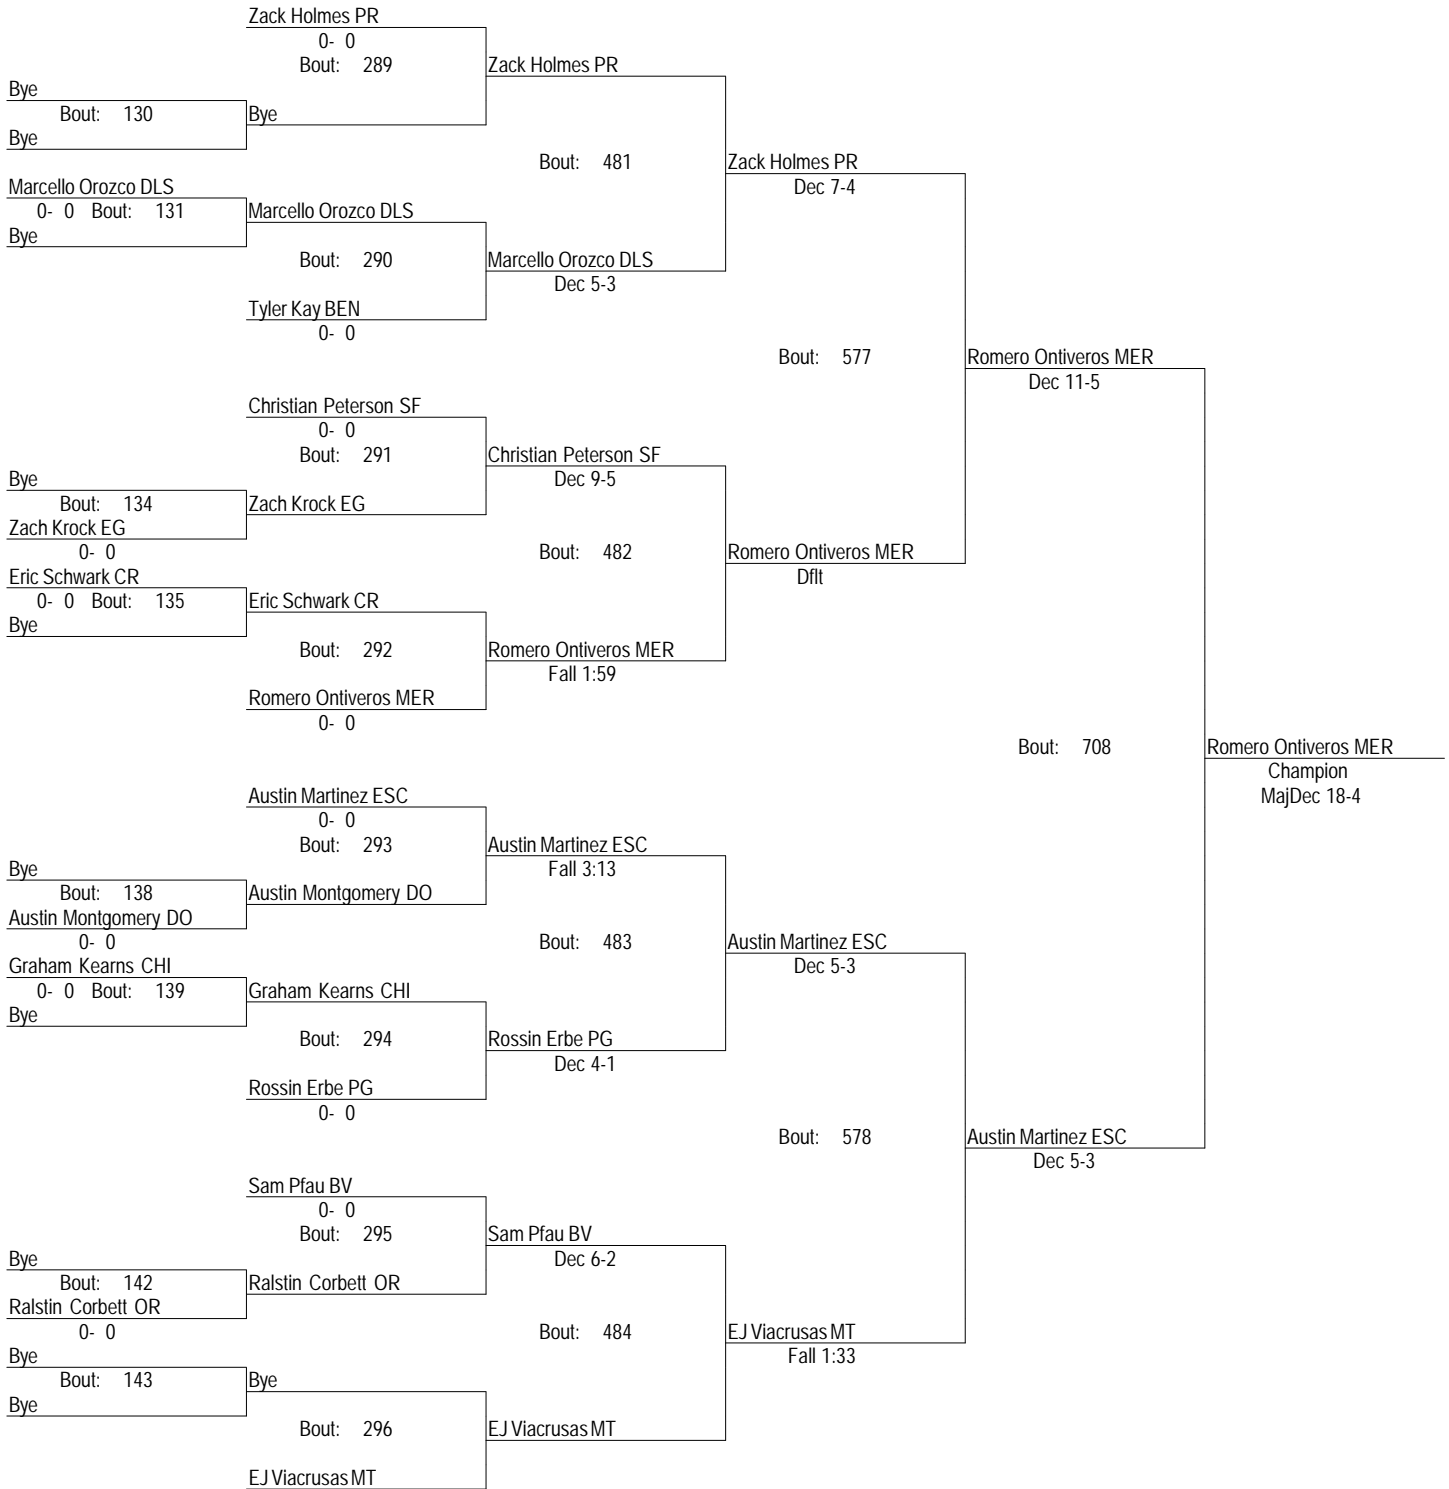 Zack Holmes PR
0- 0
Bout: 289
Zack Holmes PR
Bye
Bout: 130
Bye
Bye
Bout: 481
Zack Holmes PR
Dec 7-4
Marcello Orozco DLS
0- 0 Bout: 131
Marcello Orozco DLS
Bye
Bout: 290
Marcello Orozco DLS
Dec 5-3
Tyler Kay BEN
0- 0
Bout: 577
Romero Ontiveros MER
Dec 11-5
Christian Peterson SF
0- 0
Bout: 291
Christian Peterson SF
Dec 9-5
Bye
Bout: 134
Zach Krock EG
Zach Krock EG
0- 0
Bout: 482
Romero Ontiveros MER
Dflt
Eric Schwark CR
0- 0 Bout: 135
Eric Schwark CR
Bye
Bout: 292
Romero Ontiveros MER
Fall 1:59
Romero Ontiveros MER
0- 0
Bout: 708
Romero Ontiveros MER
Champion
MajDec 18-4
Austin Martinez ESC
0- 0
Bout: 293
Austin Martinez ESC
Fall 3:13
Bye
Bout: 138
Austin Montgomery DO
Austin Montgomery DO
0- 0
Bout: 483
Austin Martinez ESC
Dec 5-3
Graham Kearns CHI
0- 0 Bout: 139
Graham Kearns CHI
Bye
Bout: 294
Rossin Erbe PG
Dec 4-1
Rossin Erbe PG
0- 0
Bout: 578
Austin Martinez ESC
Dec 5-3
Sam Pfau BV
0- 0
Bout: 295
Sam Pfau BV
Dec 6-2
Bye
Bout: 142
Ralstin Corbett OR
Ralstin Corbett OR
0- 0
Bout: 484
EJ Viacrusas MT
Fall 1:33
Bye
Bout: 143
Bye
Bye
Bout: 296
EJ Viacrusas MT
EJ Viacrusas MT